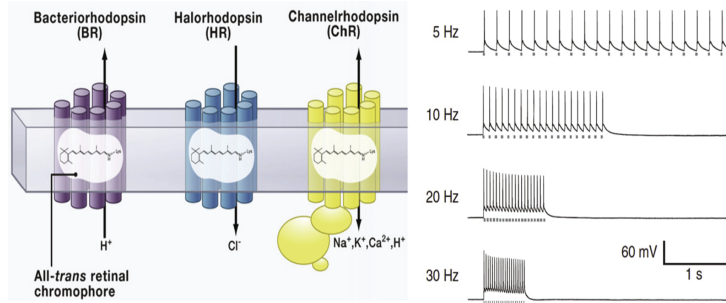 Bacteriorhodopsin
(BR)
Halorhodopsin
(HR)
Channelrhodopsin
(ChR)
H⁺
Cl⁻
Na⁺,K⁺,Ca²⁺,H⁺
All-trans retinal
chromophore
5 Hz
10 Hz
20 Hz
30 Hz
60 mV
1 s